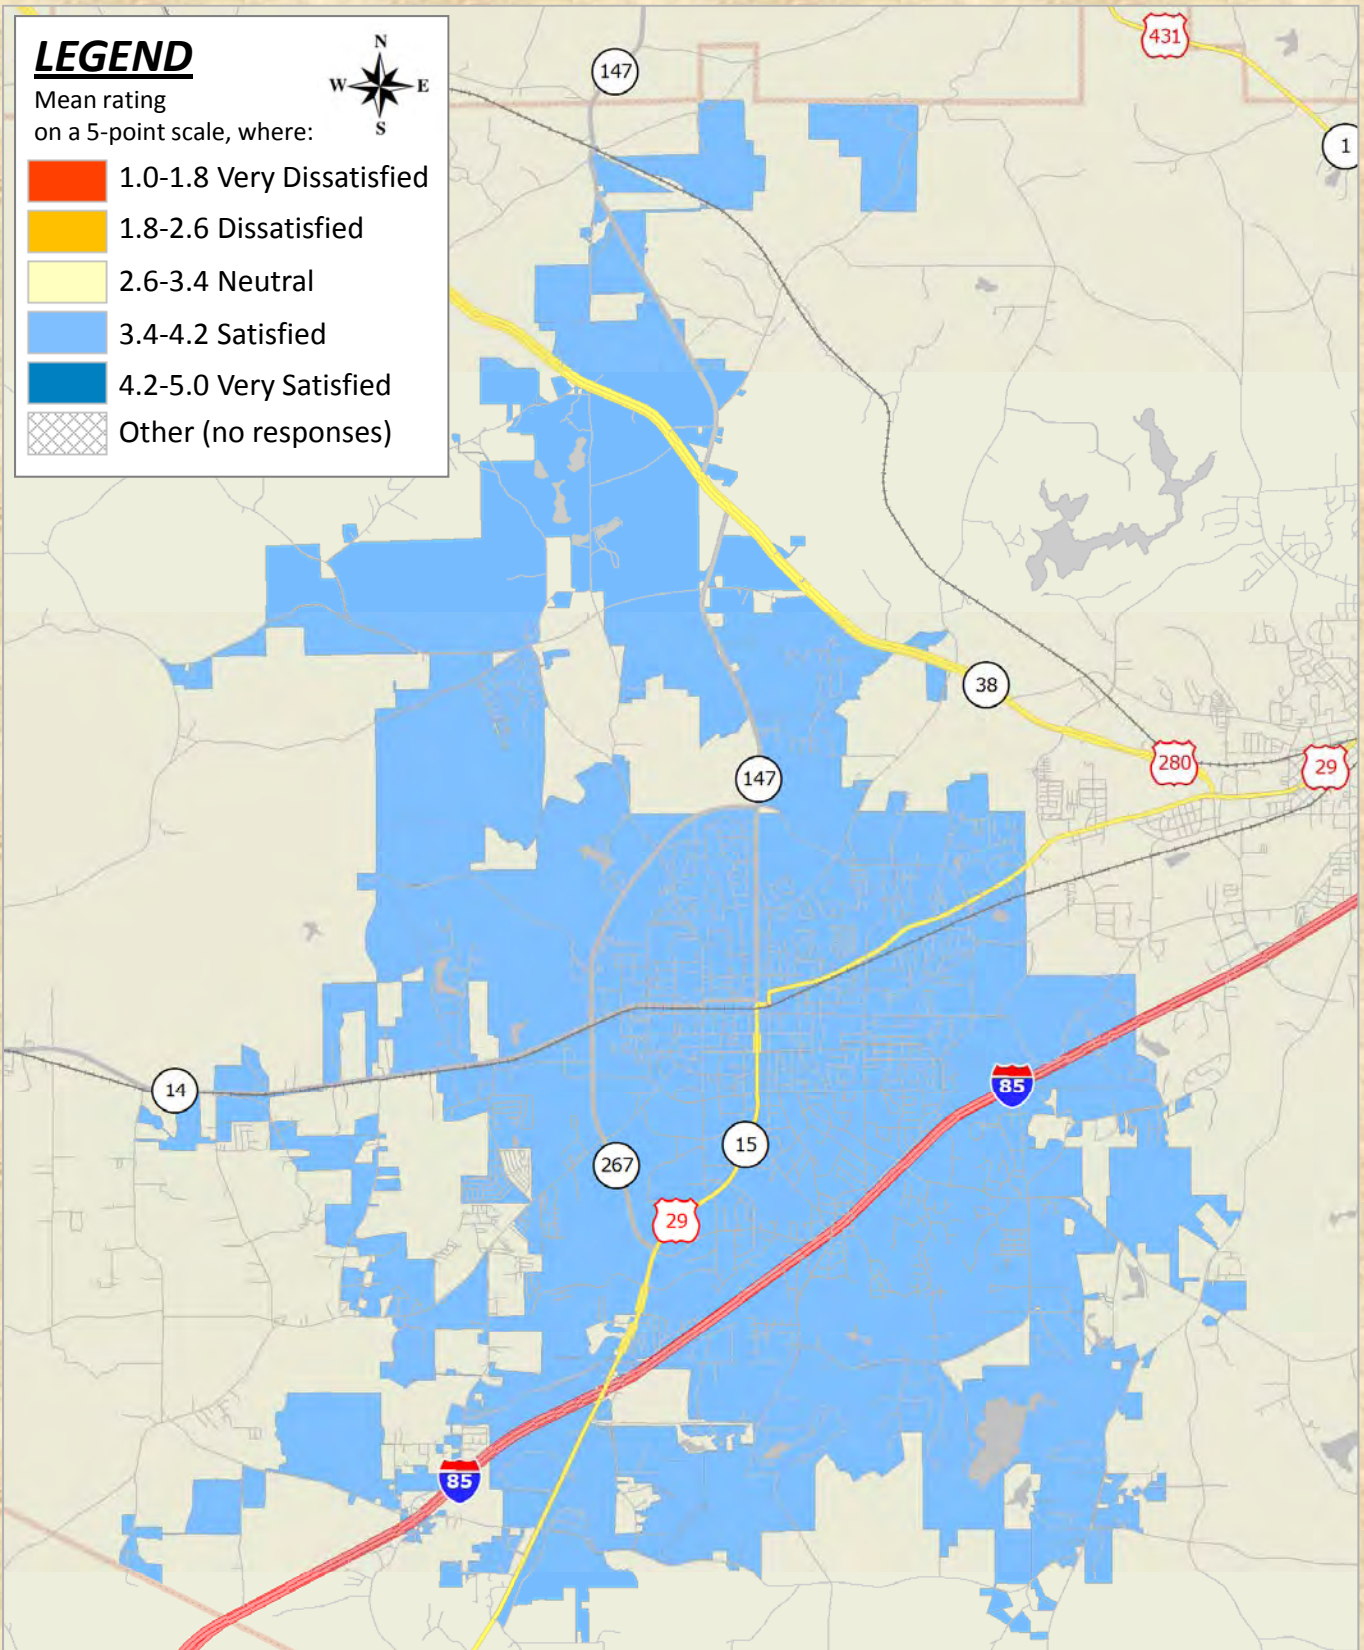 LEGEND
N
W E
S
Mean rating
on a 5-point scale, where:
1.0-1.8 Very Dissatisfied
1.8-2.6 Dissatisfied
2.6-3.4 Neutral
3.4-4.2 Satisfied
4.2-5.0 Very Satisfied
Other (no responses)
431
147
1
38
280
29
147
14
85
15
267
29
85